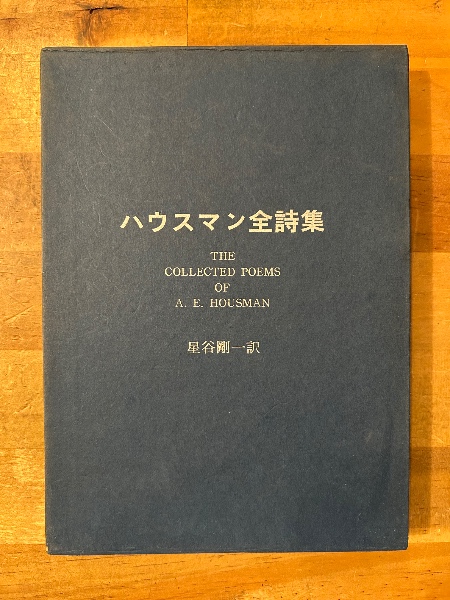 ハウスマン全詩集
THE
COLLECTED POEMS
OF
A. E. HOUSMAN
星谷剛一・訳